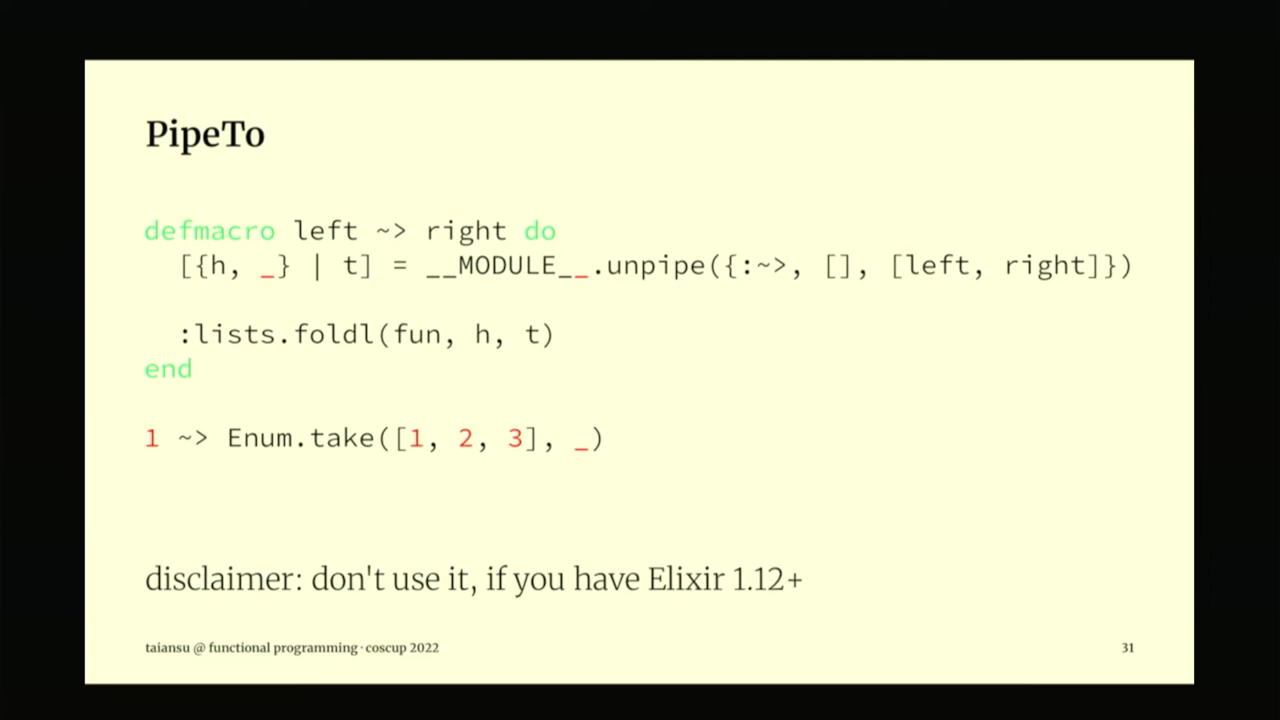 PipeTo
defmacro left ~> right do
[{h, _} | t] = __MODULE__.unpipe({:~>, [], [left, right]})
:lists.foldl(fun, h, t)
end
1 ~> Enum.take([1, 2, 3], _)
disclaimer: don't use it, if you have Elixir 1.12+
taiansu @ functional programming · coscup 2022
31